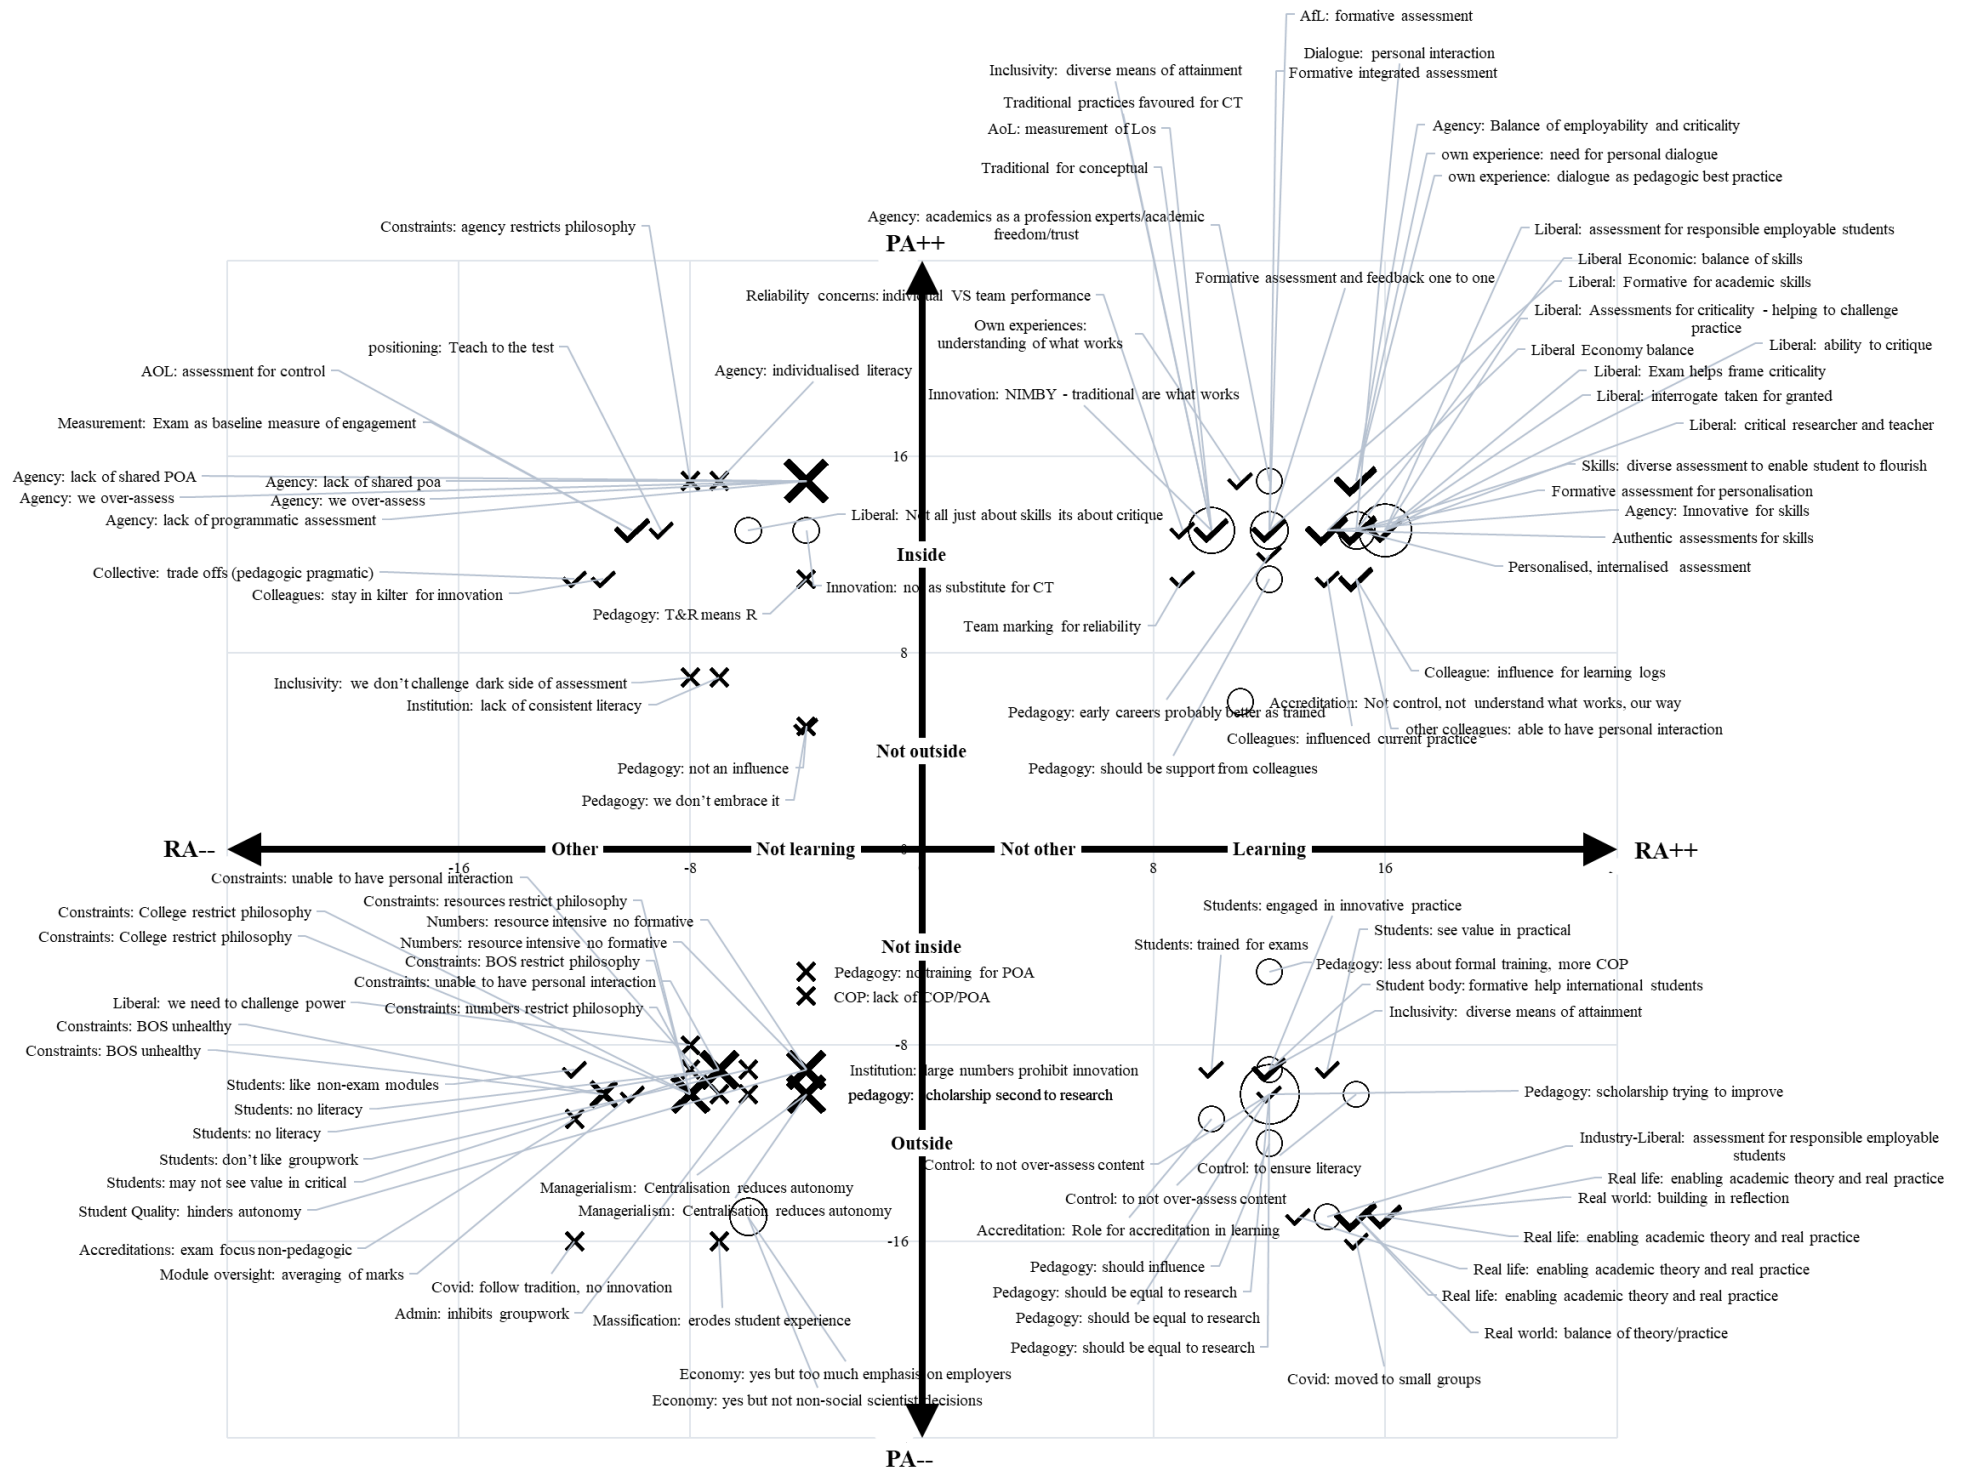 AfL: formative assessment
Dialogue: personal interaction
Inclusivity: diverse means of attainment
Formative integrated assessment
Traditional practices favoured for CT
AoL: measurement of Los
Agency: Balance of employability and criticality
own experience: need for personal dialogue
Traditional for conceptual
own experience: dialogue as pedagogic best practice
Agency: academics as a profession experts/academic
freedom/trust
Constraints: agency restricts philosophy
Liberal: assessment for responsible employable students
PA++
Liberal Economic: balance of skills
Formative assessment and feedback one to one
Liberal: Formative for academic skills
Reliability concerns: individual VS team performance
Liberal: Assessments for criticality - helping to challenge
practice
Own experiences:
understanding of what works
positioning: Teach to the test
Liberal Economy balance
Liberal: ability to critique
AOL: assessment for control
Agency: individualised literacy
Liberal: Exam helps frame criticality
Innovation: NIMBY - traditional are what works
Liberal: interrogate taken for granted
Measurement: Exam as baseline measure of engagement
Liberal: critical researcher and teacher
16
Skills: diverse assessment to enable student to flourish
Agency: lack of shared POA
Agency: lack of shared poa
Formative assessment for personalisation
Agency: we over-assess
Agency: we over-assess
Agency: Innovative for skills
Agency: lack of programmatic assessment
Liberal: Not all just about skills its about critique
Authentic assessments for skills
Inside
Personalised, internalised assessment
Collective: trade offs (pedagogic pragmatic)
Innovation: not as substitute for CT
Colleagues: stay in kilter for innovation
Pedagogy: T&R means R
Team marking for reliability
8
Colleague: influence for learning logs
Inclusivity: we don't challenge dark side of assessment
Institution: lack of consistent literacy
Accreditation: Not control, not understand what works, our way
Pedagogy: early careers probably better as trained
other colleagues: able to have personal interaction
Colleagues: influenced current practice
Not outside
Pedagogy: not an influence
Pedagogy: should be support from colleagues
Pedagogy: we don't embrace it
RA--
Other
Not learning
Not other
Learning
RA++
-16
-8
8
16
Constraints: unable to have personal interaction
Constraints: resources restrict philosophy
Students: engaged in innovative practice
Constraints: College restrict philosophy
Numbers: resource intensive no formative
Students: see value in practical
Constraints: College restrict philosophy
Numbers: resource intensive no formative
Not inside
Students: trained for exams
Constraints: BOS restrict philosophy
Pedagogy: no training for POA
Pedagogy: less about formal training, more COP
Constraints: unable to have personal interaction
Student body: formative help international students
Liberal: we need to challenge power
COP: lack of COP/POA
Constraints: numbers restrict philosophy
Inclusivity: diverse means of attainment
Constraints: BOS unhealthy
-8
Constraints: BOS unhealthy
Institution: large numbers prohibit innovation
Students: like non-exam modules
pedagogy: scholarship second to research
Pedagogy: scholarship trying to improve
Students: no literacy
Students: no literacy
Outside
Industry-Liberal: assessment for responsible employable
students
Students: don't like groupwork
Control: to not over-assess content
Control: to ensure literacy
Students: may not see value in critical
Managerialism: Centralisation reduces autonomy
Real life: enabling academic theory and real practice
Control: to not over-assess content
Real world: building in reflection
Student Quality: hinders autonomy
Managerialism: Centralisation reduces autonomy
Accreditation: Role for accreditation in learning
Real life: enabling academic theory and real practice
-16
Accreditations: exam focus non-pedagogic
Pedagogy: should influence
Real life: enabling academic theory and real practice
Module oversight: averaging of marks
Covid: follow tradition, no innovation
Pedagogy: should be equal to research
Real life: enabling academic theory and real practice
Admin: inhibits groupwork
Massification: erodes student experience
Pedagogy: should be equal to research
Real world: balance of theory/practice
Pedagogy: should be equal to research
Economy: yes but too much emphasis on employers
Covid: moved to small groups
Economy: yes but not non-social scientist decisions
PA--